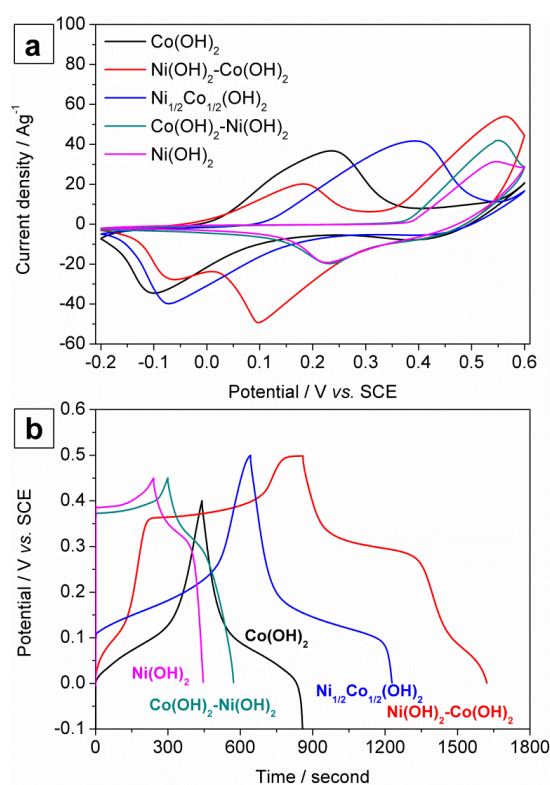 a
Co(OH)₂
Ni(OH)₂-Co(OH)₂
Ni₁/₂Co₁/₂(OH)₂
Co(OH)₂-Ni(OH)₂
Ni(OH)₂
100
80
60
40
20
0
-20
-40
-60
Current density / Ag⁻¹
-0.2 -0.1 0.0 0.1 0.2 0.3 0.4 0.5 0.6
Potential / V vs. SCE
b
0.6
0.5
0.4
0.3
0.2
0.1
0.0
-0.1
Potential / V vs. SCE
Co(OH)₂
Ni(OH)₂
Ni₁/₂Co₁/₂(OH)₂
Co(OH)₂-Ni(OH)₂
Ni(OH)₂-Co(OH)₂
0 300 600 900 1200 1500 1800
Time / second